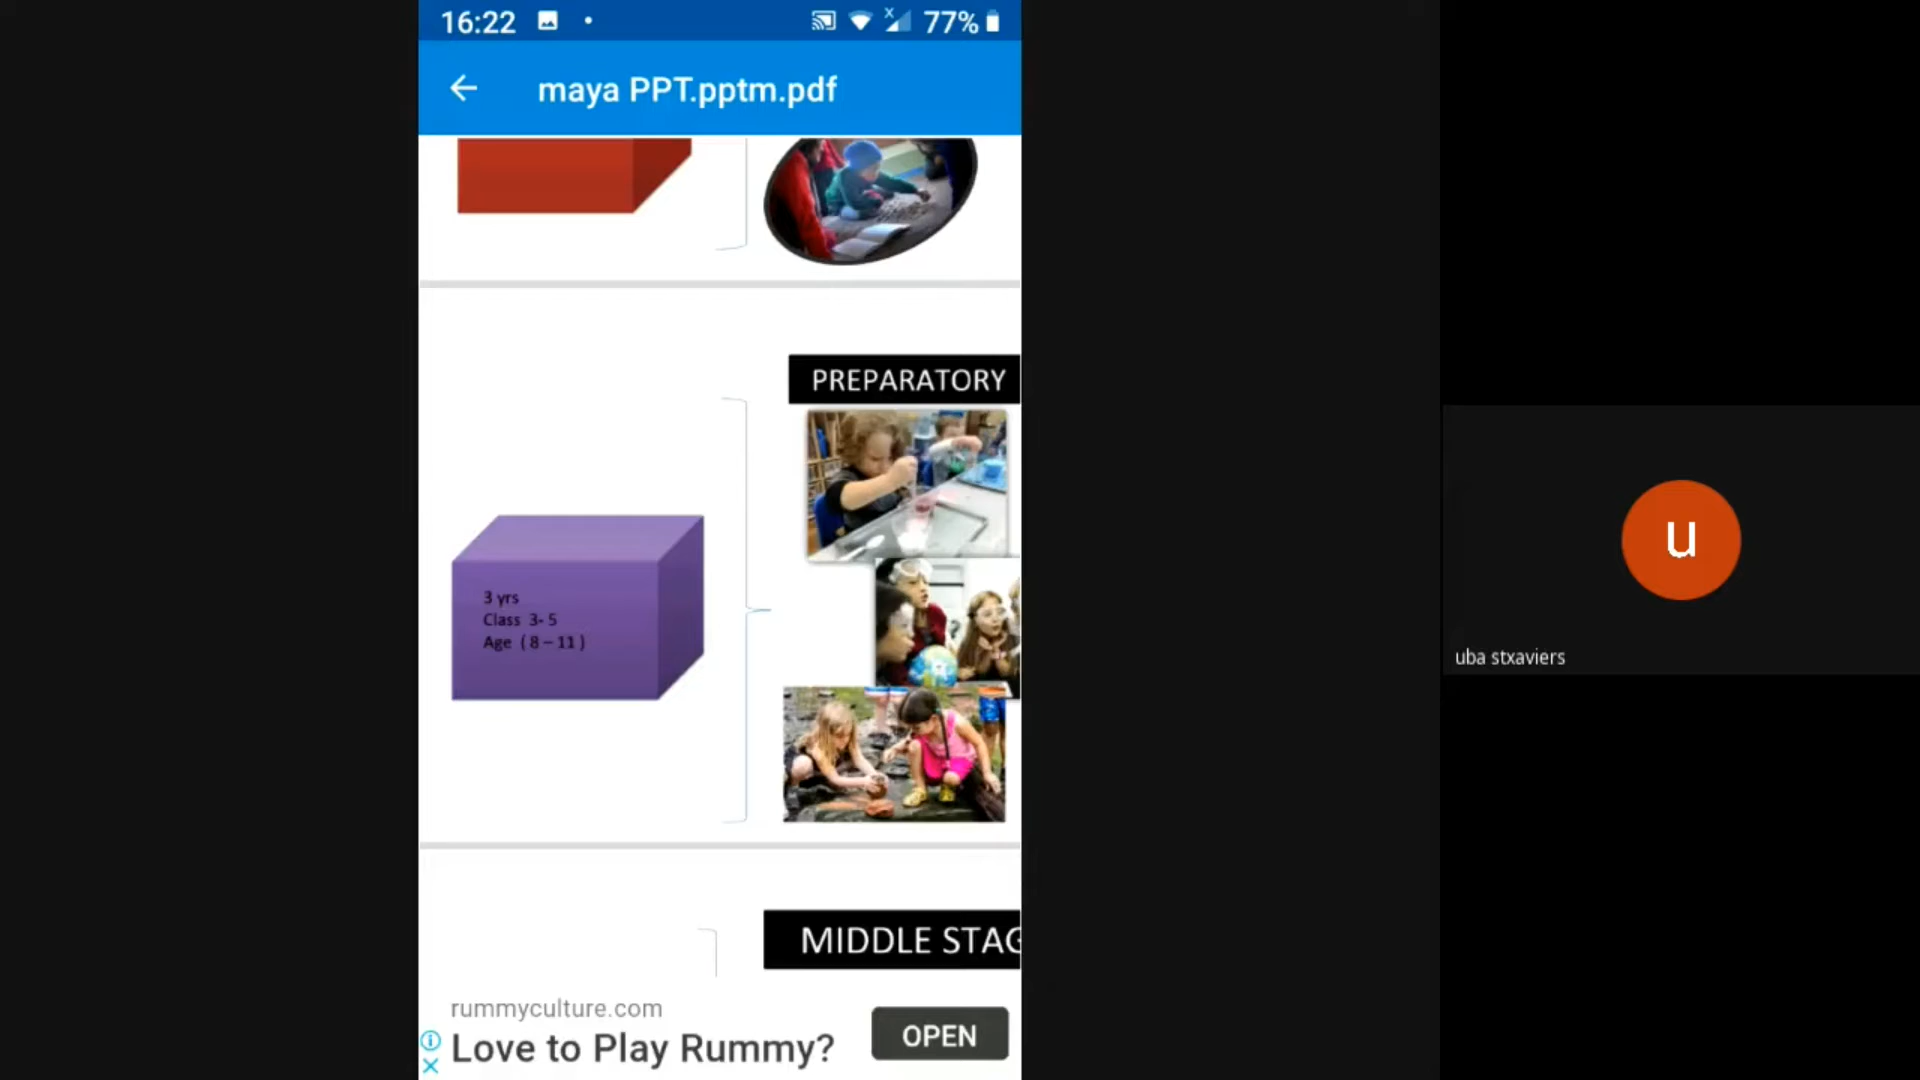 16:22
77%
maya PPT.pptm.pdf
PREPARATORY
3 yrs
Class 3-5
Age (8–11)
MIDDLE STAG
rummyculture.com
Love to Play Rummy?
OPEN
u
uba stxaviers